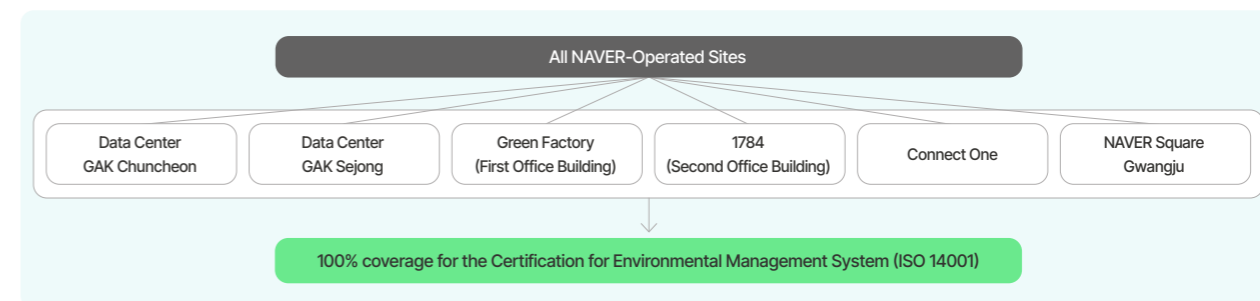 All NAVER-Operated Sites
Data Center
GAK Chuncheon
Data Center
GAK Sejong
Green Factory
(First Office Building)
1784
(Second Office Building)
Connect One
NAVER Square
Gwangju
100% coverage for the Certification for Environmental Management System (ISO 14001)